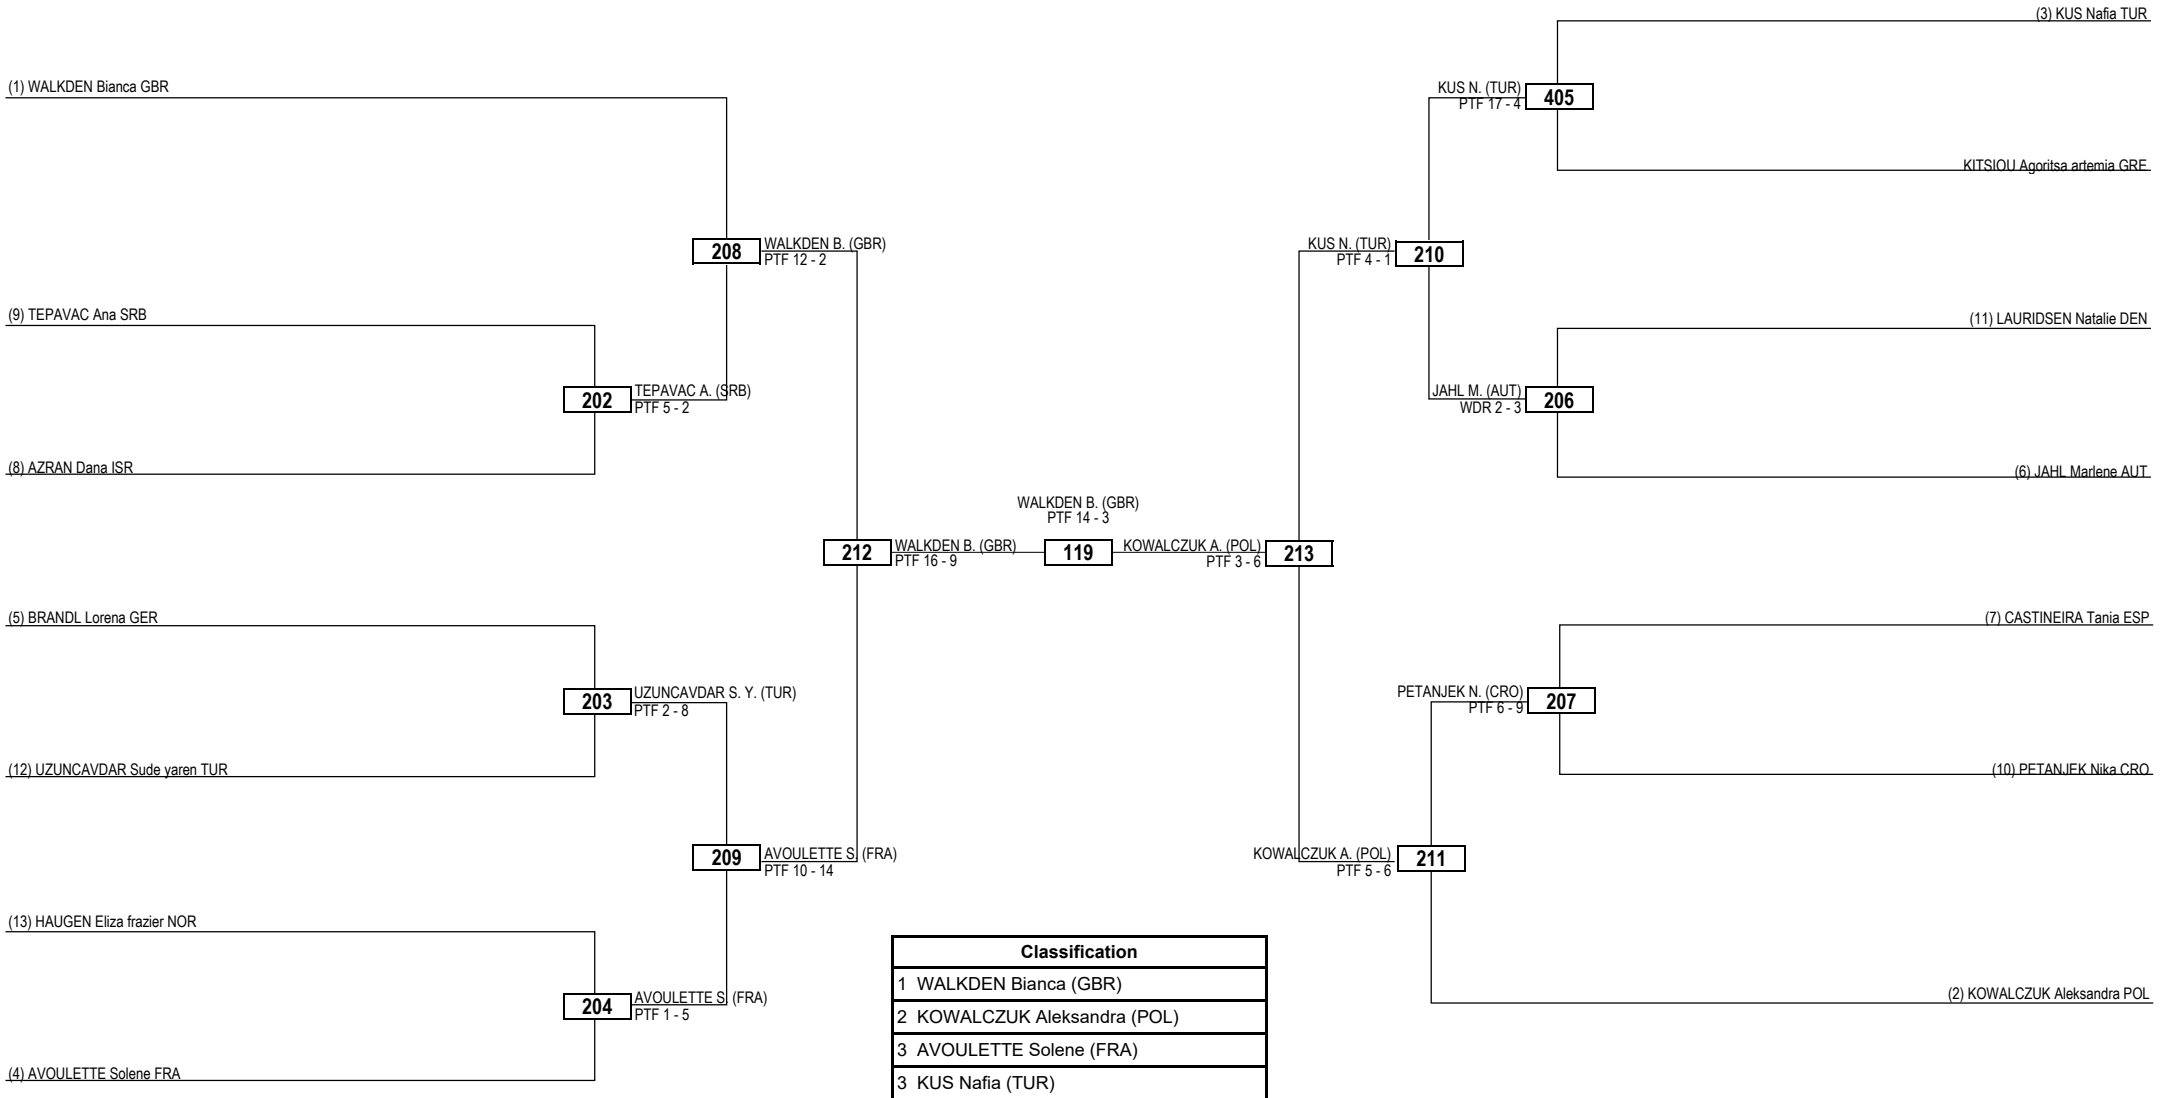 (3) KUS Nafia TUR
(1) WALKDEN Bianca GBR
KUS N. (TUR)
PTF 17 - 4
405
KITSIOU Agoritsa artemia GRE
208
WALKDEN B. (GBR)
PTF 12 - 2
KUS N. (TUR)
PTF 4 - 1
210
(9) TEPAVAC Ana SRB
(11) LAURIDSEN Natalie DEN
202
TEPAVAC A. (SRB)
PTF 5 - 2
JAHL M. (AUT)
WDR 2 - 3
206
(8) AZRAN Dana ISR
(6) JAHL Marlene AUT
WALKDEN B. (GBR)
PTF 14 - 3
212
WALKDEN B. (GBR)
PTF 16 - 9
119
KOWALCZUK A. (POL)
PTF 3 - 6
213
(5) BRANDL Lorena GER
(7) CASTINEIRA Tania ESP
203
UZUNCAVDAR S. Y. (TUR)
PTF 2 - 8
PETANJEK N. (CRO)
PTF 6 - 9
207
(12) UZUNCAVDAR Sude yaren TUR
(10) PETANJEK Nika CRO
209
AVOULETTE S. (FRA)
PTF 10 - 14
KOWALCZUK A. (POL)
PTF 5 - 6
211
(13) HAUGEN Eliza frazier NOR
204
AVOULETTE S. (FRA)
PTF 1 - 5
(2) KOWALCZUK Aleksandra POL
(4) AVOULETTE Solene FRA
Classification
1 WALKDEN Bianca (GBR)
2 KOWALCZUK Aleksandra (POL)
3 AVOULETTE Solene (FRA)
3 KUS Nafia (TUR)